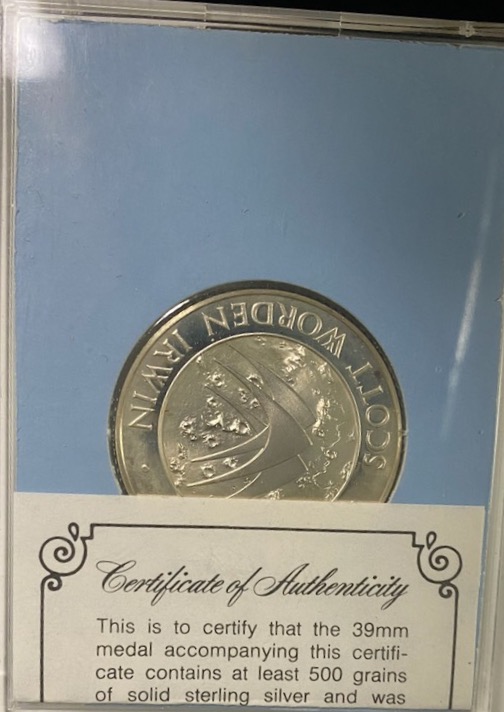 SCOTT WORDEN IRWIN ·
Certificate of Authenticity
This is to certify that the 39mm
medal accompanying this certifi-
cate contains at least 500 grains
of solid sterling silver and was